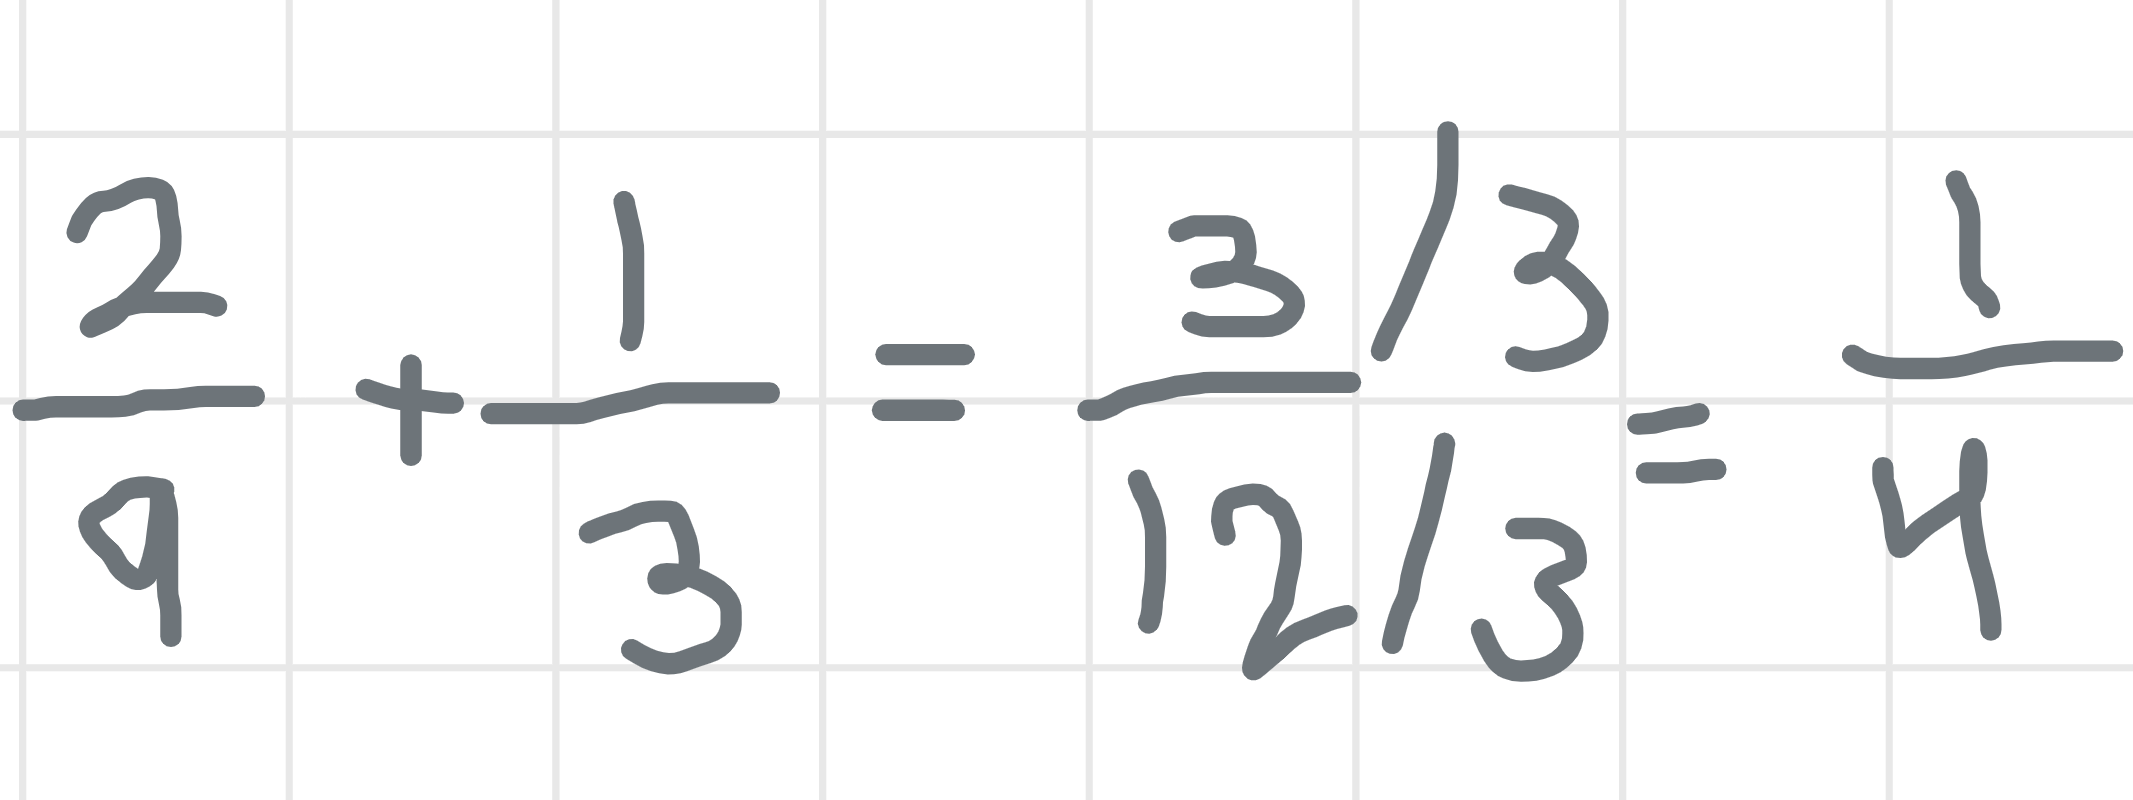 2/9 + 1/3 = 3/3 / 12/3 = 1/4